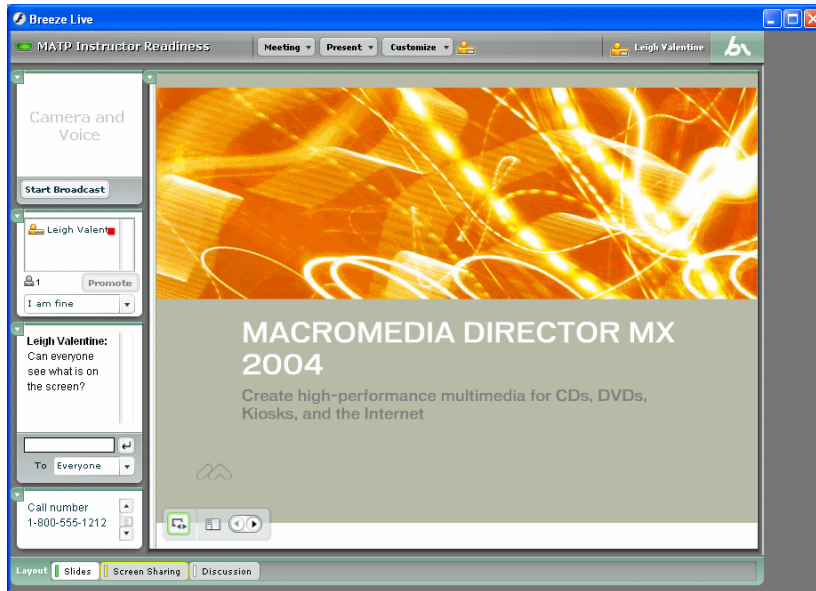 Breeze Live
MATP Instructor Readiness
Meeting
Present
Customize
Leigh Valentine
Camera and
Voice
Start Broadcast
Leigh Valent
1
Promote
I am fine
Leigh Valentine:
Can everyone
see what is on
the screen?
To Everyone
Call number
1-800-555-1212
MACROMEDIA DIRECTOR MX
2004
Create high-performance multimedia for CDs, DVDs,
Kiosks, and the Internet
Layout Slides Screen Sharing Discussion